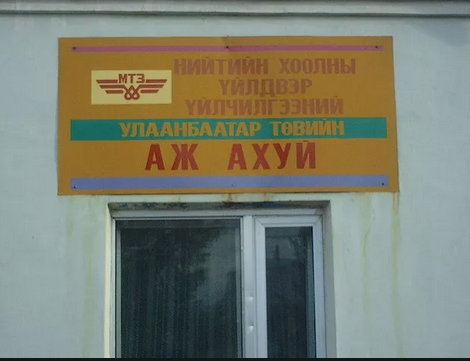 МТЗ
НИЙТИЙН ХООЛНЫ
ҮЙЛДВЭР
ҮЙЛЧИЛГЭЭНИЙ
УЛААНБААТАР ТӨВИЙН
АЖ АХУЙ